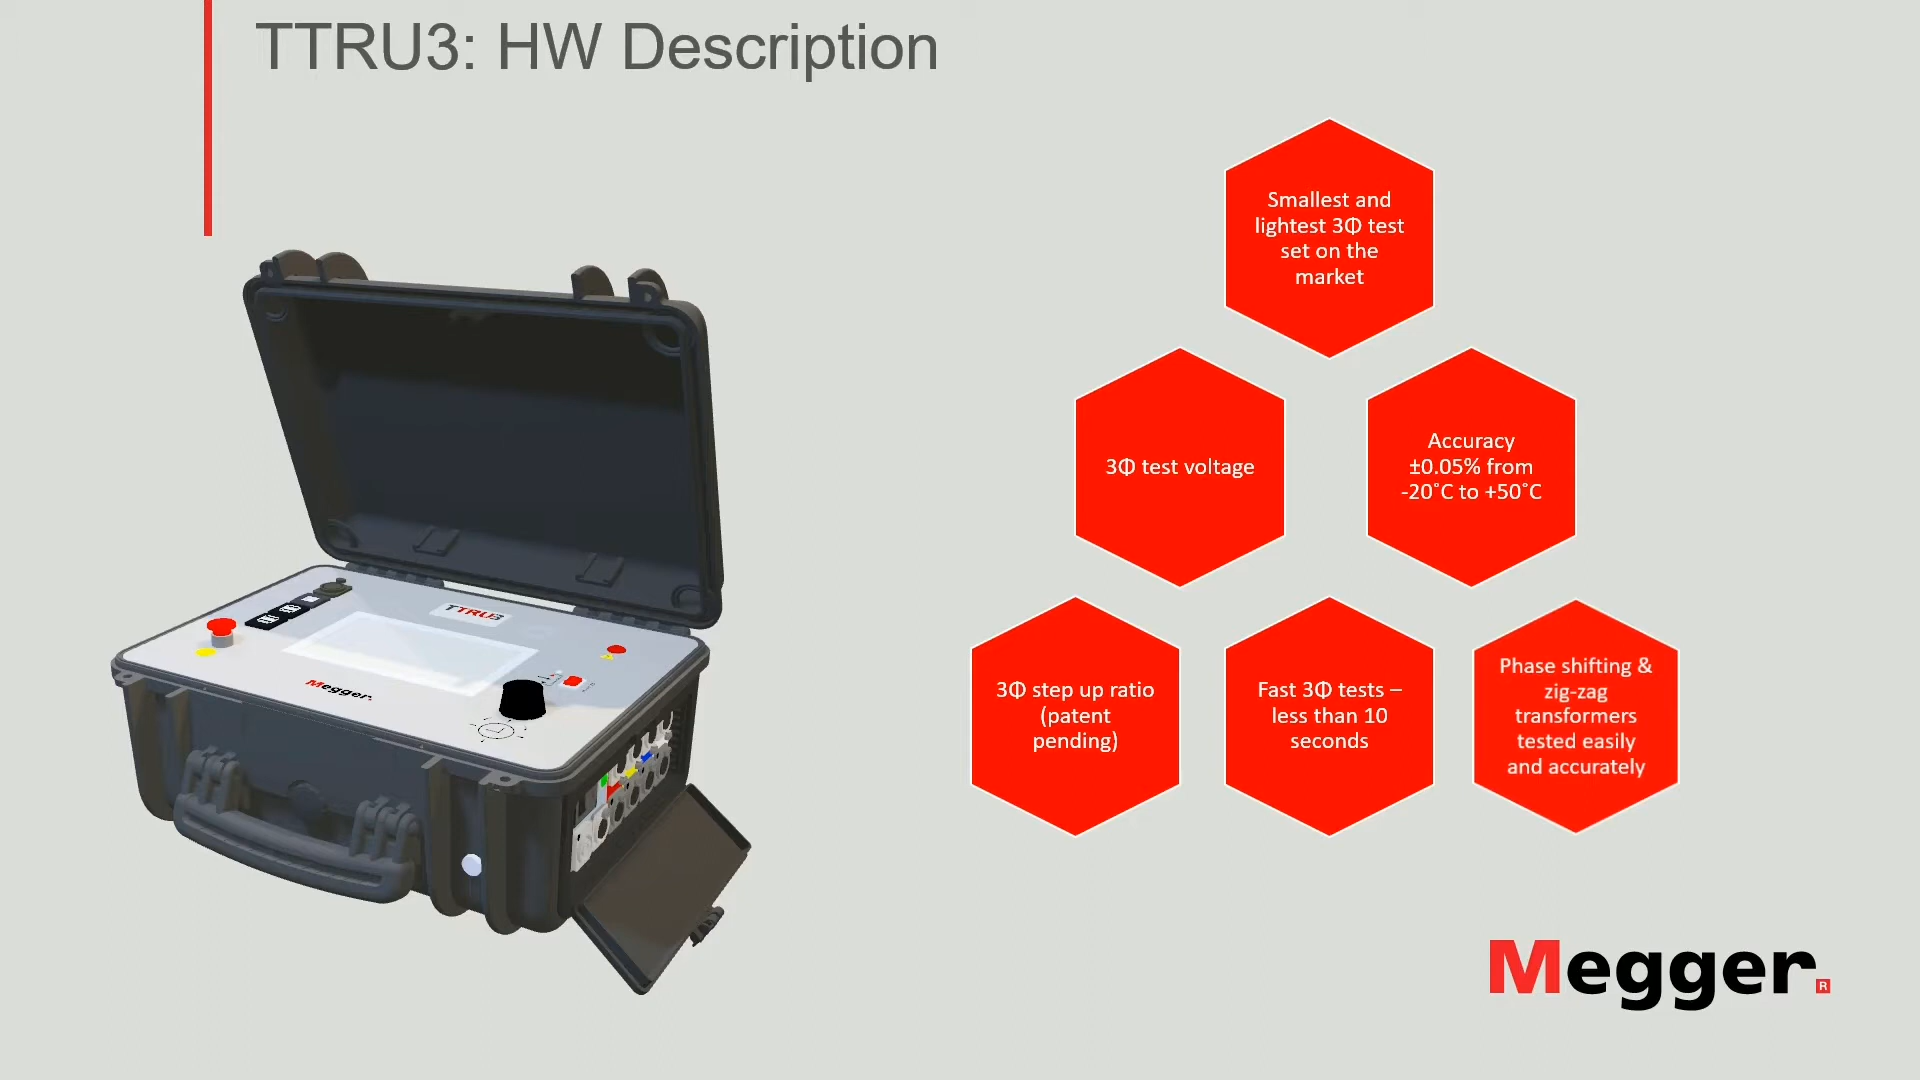 TTRU3: HW Description
Smallest and
lightest 3Φ test
set on the
market
3Φ test voltage
Accuracy
±0.05% from
-20˚C to +50˚C
3Φ step up ratio
(patent
pending)
Fast 3Φ tests –
less than 10
seconds
Phase shifting &
zig-zag
transformers
tested easily
and accurately
TTRU3
Megger.
Megger.®